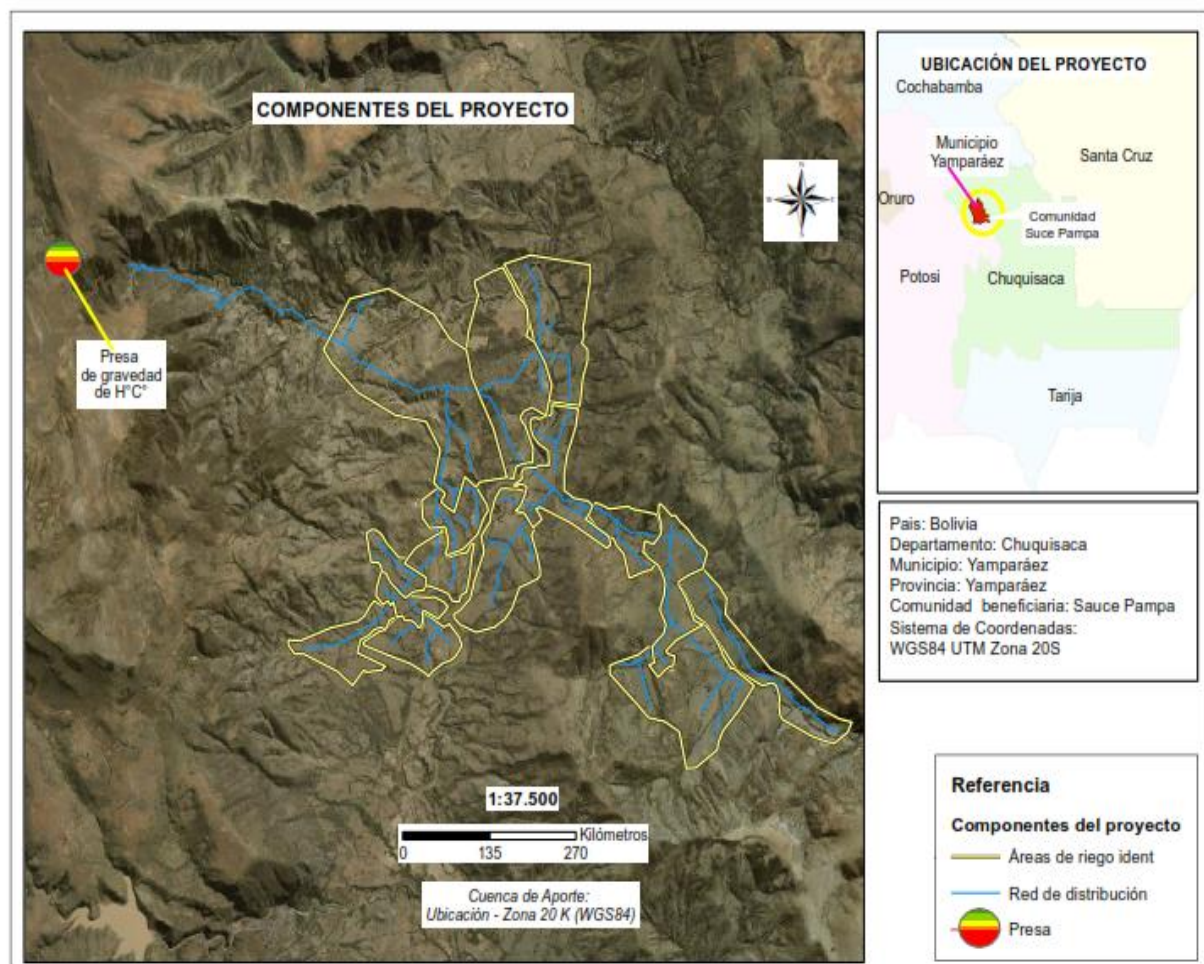 COMPONENTES DEL PROYECTO
Presa
de gravedad
de H°C°
1:37.500
Kilómetros
0 135 270
Cuenca de Aporte:
Ubicación - Zona 20 K (WGS84)
UBICACIÓN DEL PROYECTO
Cochabamba
Municipio
Yamparáez
Santa Cruz
Oruro
Comunidad
Suce Pampa
Potosi
Chuquisaca
Tarija
Pais: Bolivia
Departamento: Chuquisaca
Municipio: Yamparáez
Provincia: Yamparáez
Comunidad beneficiaria: Sauce Pampa
Sistema de Coordenadas:
WGS84 UTM Zona 20S
Referencia
Componentes del proyecto
Áreas de riego ident
Red de distribución
Presa